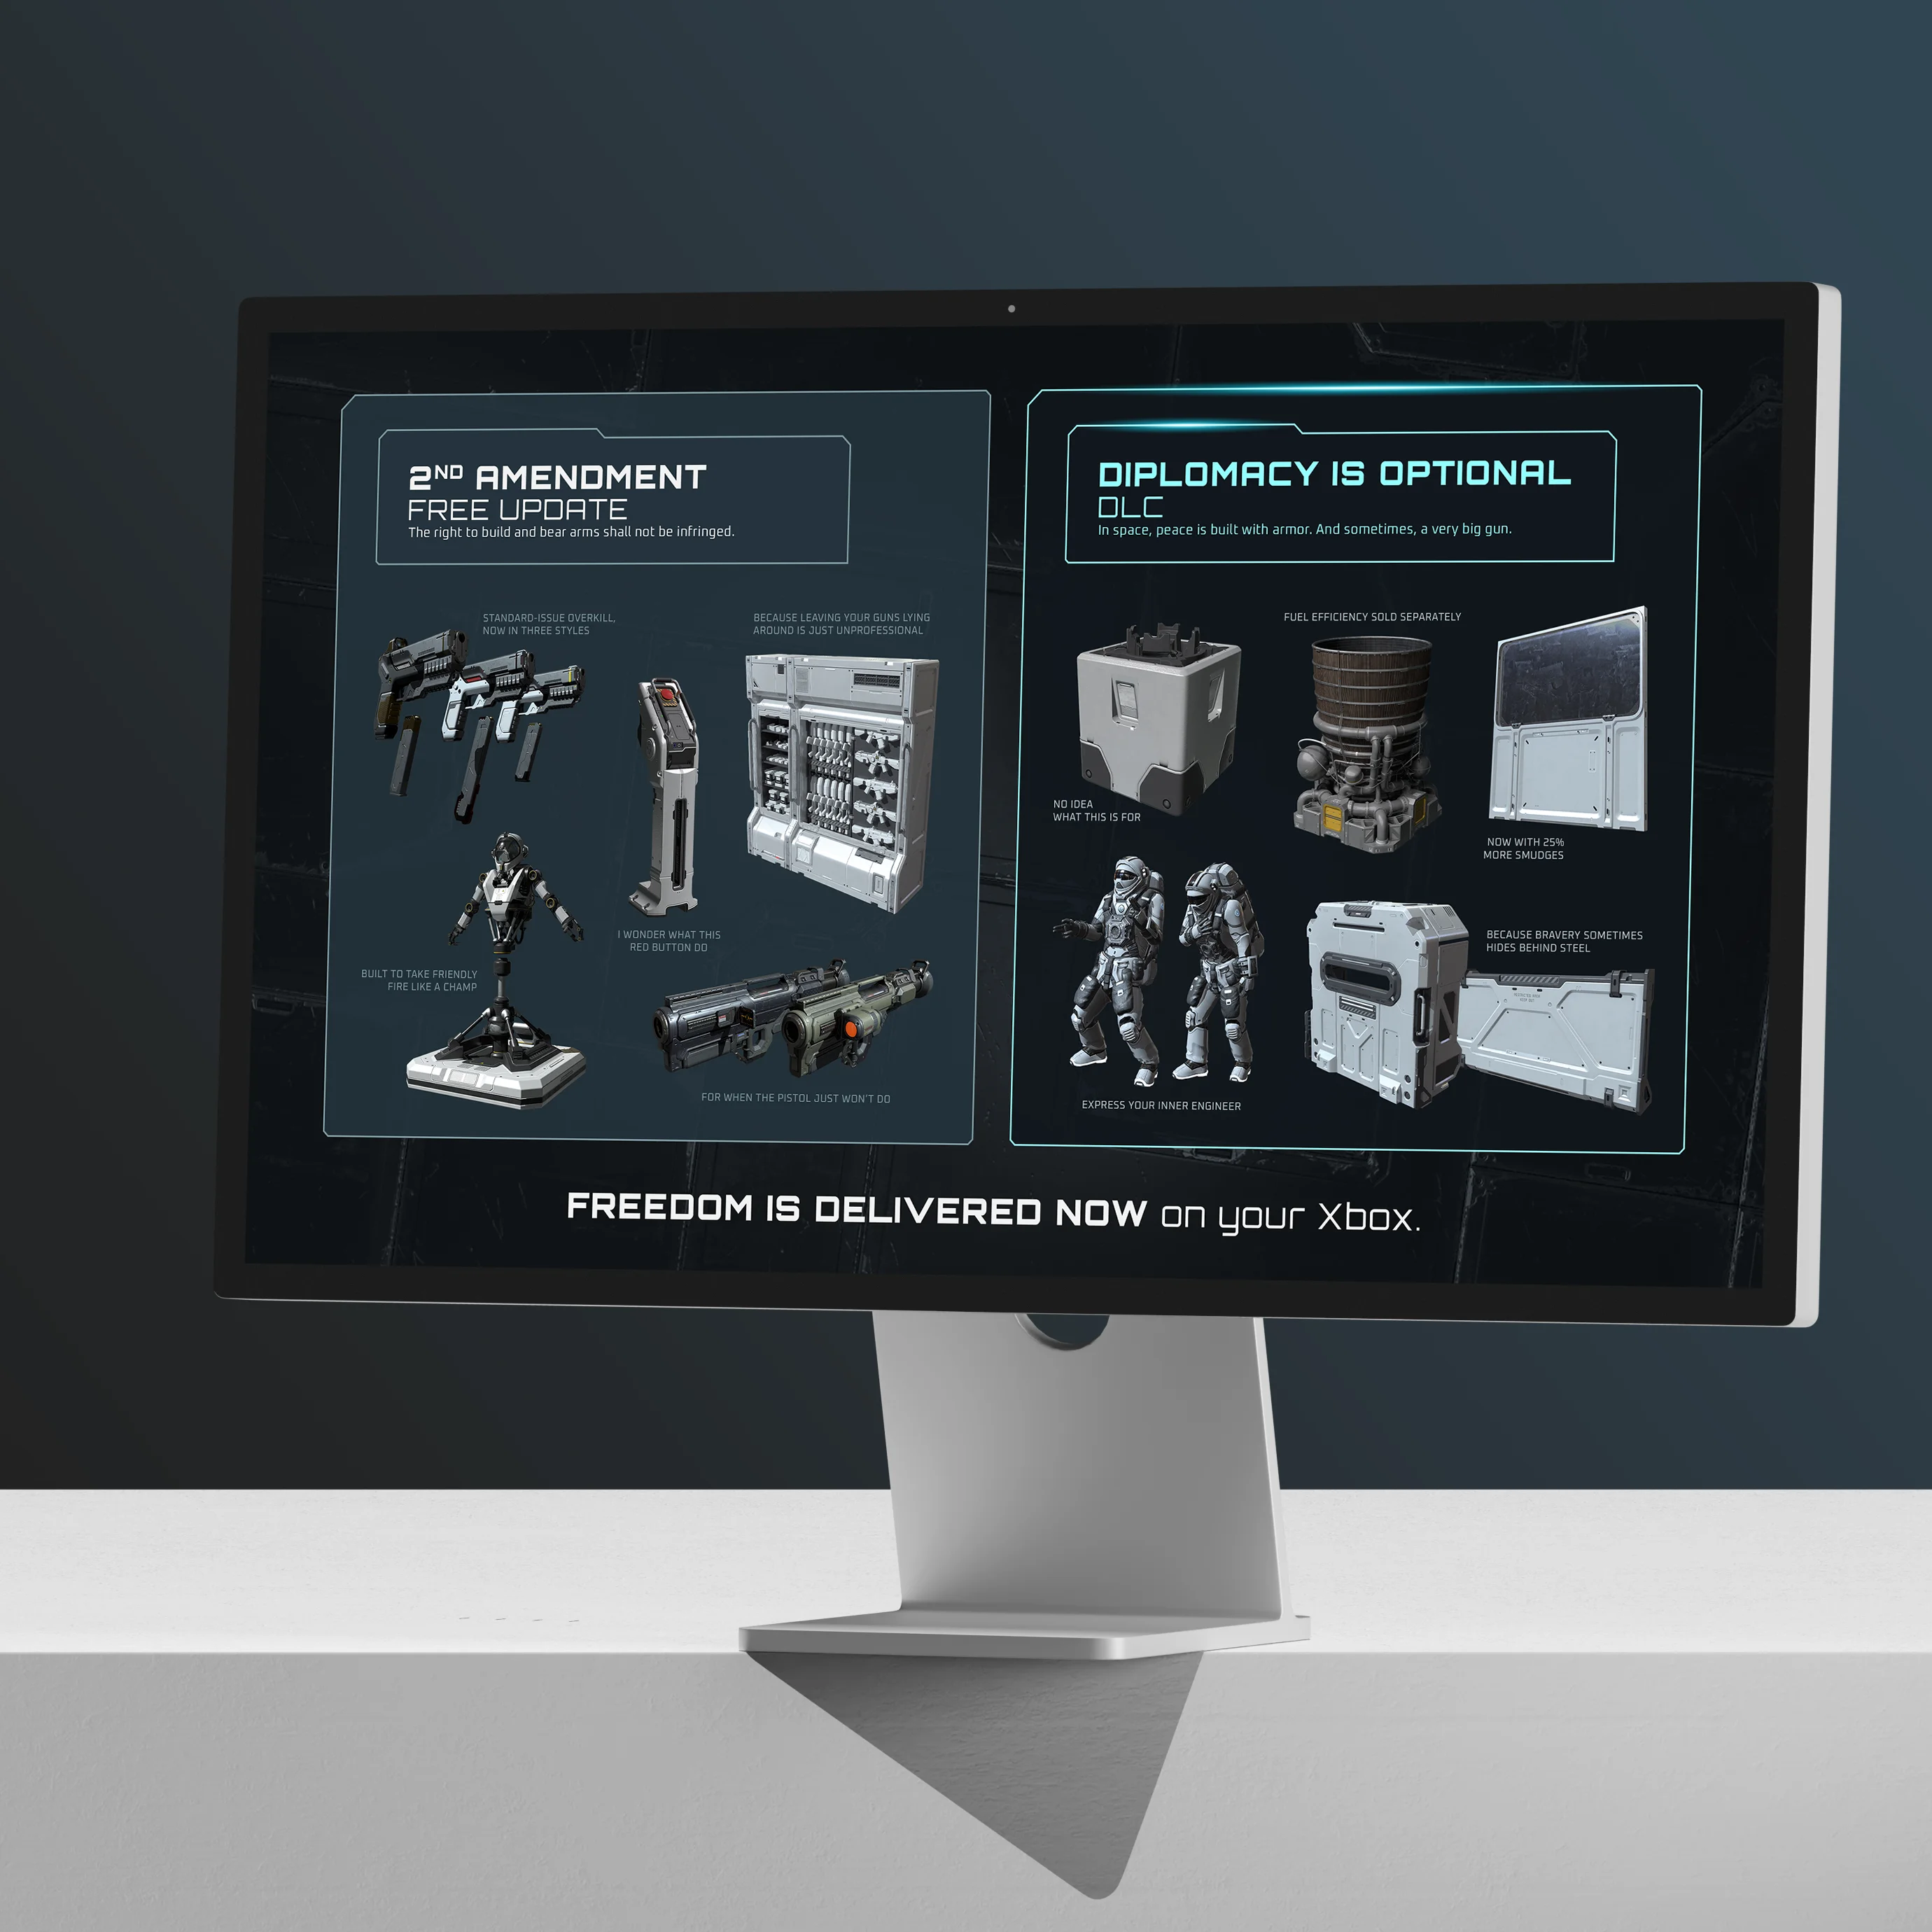 2ND AMENDMENT
FREE UPDATE
The right to build and bear arms shall not be infringed.
STANDARD-ISSUE OVERKILL,
NOW IN THREE STYLES
BECAUSE LEAVING YOUR GUNS LYING
AROUND IS JUST UNPROFESSIONAL
I WONDER WHAT THIS
RED BUTTON DO
BUILT TO TAKE FRIENDLY
FIRE LIKE A CHAMP
FOR WHEN THE PISTOL JUST WON'T DO
DIPLOMACY IS OPTIONAL
DLC
In space, peace is built with armor. And sometimes, a very big gun.
FUEL EFFICIENCY SOLD SEPARATELY
NO IDEA
WHAT THIS IS FOR
NOW WITH 25%
MORE SMUDGES
BECAUSE BRAVERY SOMETIMES
HIDES BEHIND STEEL
EXPRESS YOUR INNER ENGINEER
FREEDOM IS DELIVERED NOW on your Xbox.